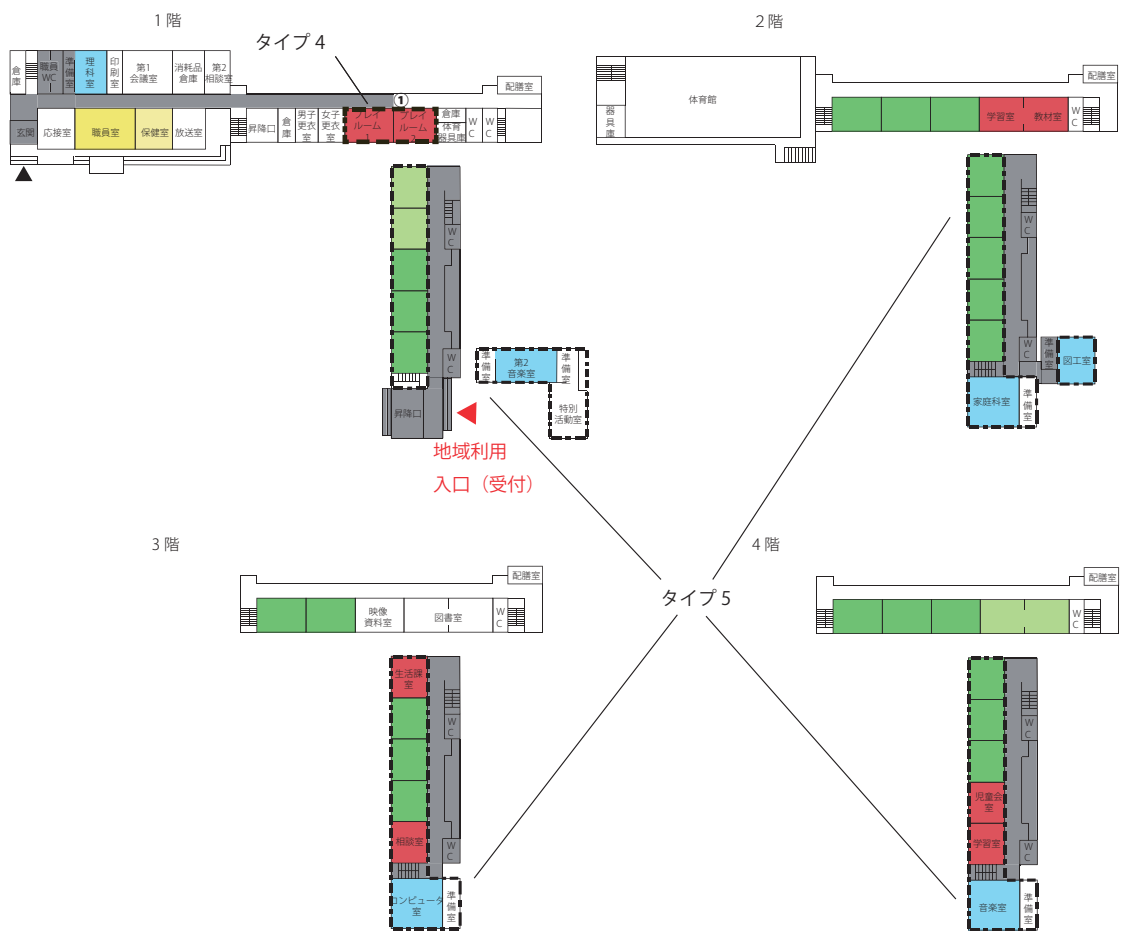 1階
2階
タイプ4
倉庫
職員
WC
準備室
理科室
印刷室
第1
会議室
消耗品
倉庫
第2
相談室
配膳室
①
玄関
応接室
職員室
保健室
放送室
昇降口
倉庫
男子
更衣室
女子
更衣室
プレイ
ルーム
1
プレイ
ルーム
2
倉庫
体育
器具庫
WC
WC
WC
WC
昇降口
準備室
第2
音楽室
準備室
特別
活動室
地域利用
入口（受付）
体育館
器具庫
配膳室
学習室
教材室
WC
WC
WC
準備室
図工室
家庭科室
準備室
3階
4階
タイプ5
配膳室
映像
資料室
図書室
WC
生活課
室
WC
相談室
WC
コンピュータ
室
準備室
配膳室
WC
WC
児童会
室
学習室
WC
音楽室
準備室